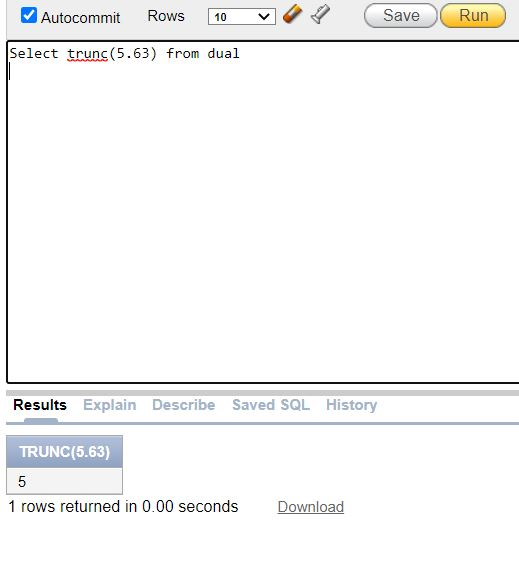 Autocommit Rows 10 Save Run
Select trunc(5.63) from dual
Results Explain Describe Saved SQL History
TRUNC(5.63)
5
1 rows returned in 0.00 seconds Download